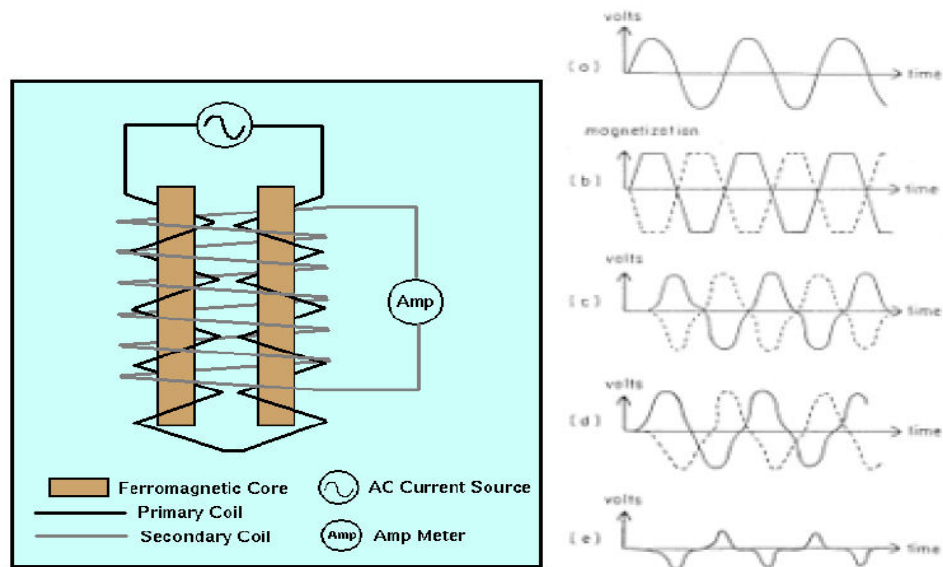 Amp
Ferromagnetic Core
AC Current Source
Primary Coil
Secondary Coil
Amp
Amp Meter
volts
(a)
time
magnetization
(b)
time
volts
(c)
time
volts
(d)
time
volts
(e)
time